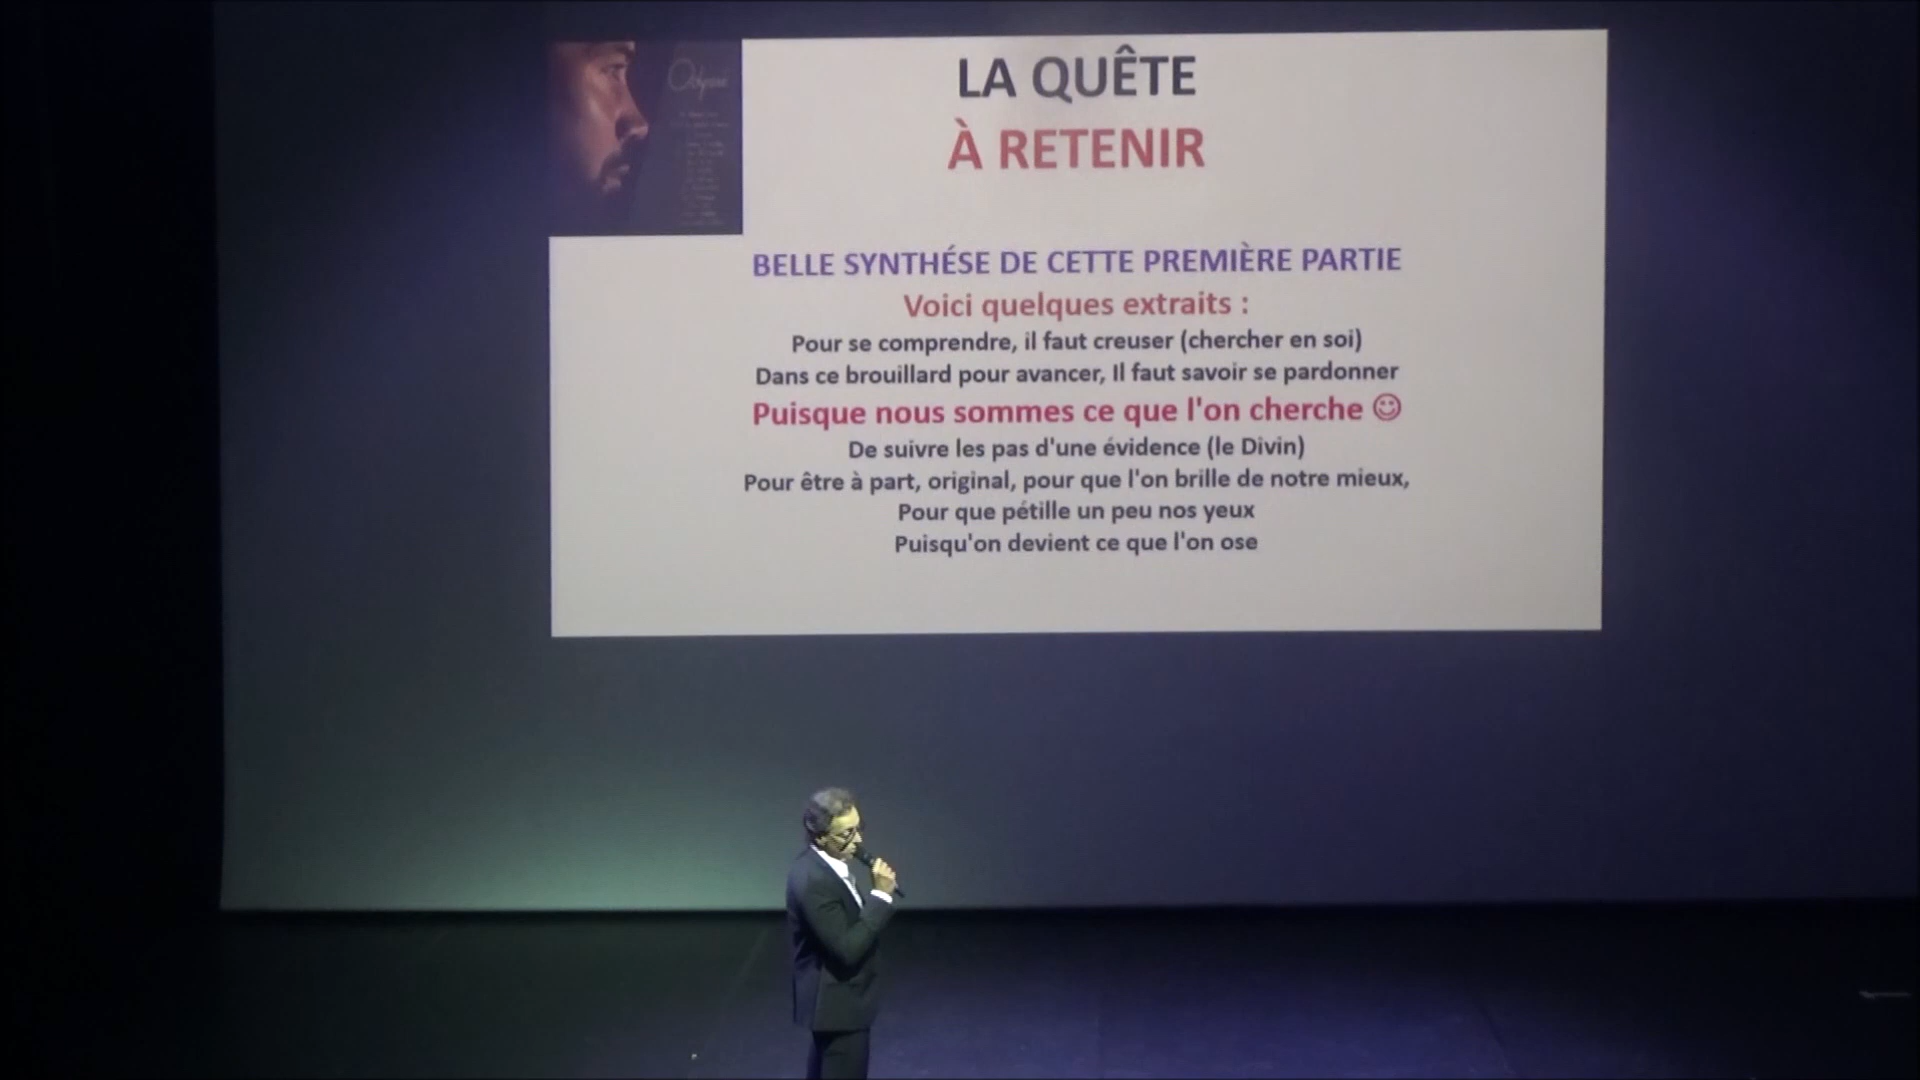 LA QUÊTE
À RETENIR
BELLE SYNTHÉSE DE CETTE PREMIÈRE PARTIE
Voici quelques extraits :
Pour se comprendre, il faut creuser (chercher en soi)
Dans ce brouillard pour avancer, Il faut savoir se pardonner
Puisque nous sommes ce que l'on cherche ☺
De suivre les pas d'une évidence (le Divin)
Pour être à part, original, pour que l'on brille de notre mieux,
Pour que pétille un peu nos yeux
Puisqu'on devient ce que l'on ose